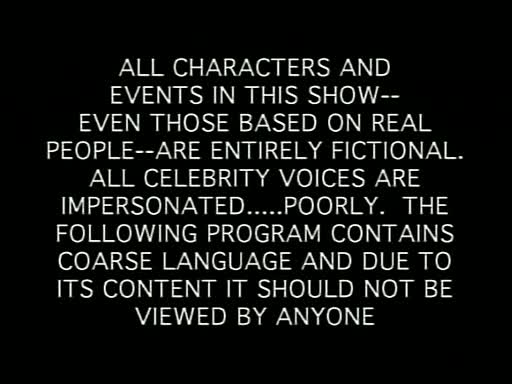 ALL CHARACTERS AND
EVENTS IN THIS SHOW--
EVEN THOSE BASED ON REAL
PEOPLE--ARE ENTIRELY FICTIONAL.
ALL CELEBRITY VOICES ARE
IMPERSONATED.....POORLY. THE
FOLLOWING PROGRAM CONTAINS
COARSE LANGUAGE AND DUE TO
ITS CONTENT IT SHOULD NOT BE
VIEWED BY ANYONE